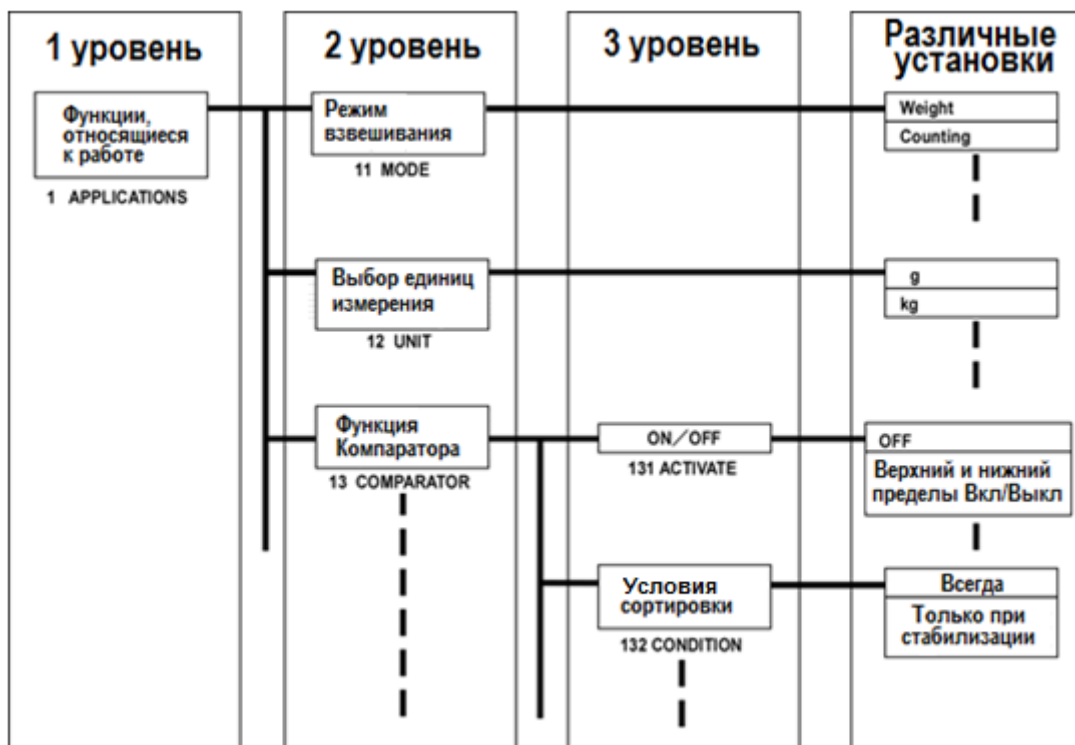 1 уровень
2 уровень
3 уровень
Различные
установки
Функции,
относящиеся
к работе
1 APPLICATIONS
Режим
взвешивания
11 MODE
Weight
Counting
Выбор единиц
измерения
12 UNIT
g
kg
Функция
Компаратора
13 COMPARATOR
ON/OFF
131 ACTIVATE
OFF
Верхний и нижний
пределы Вкл/Выкл
Условия
сортировки
132 CONDITION
Всегда
Только при
стабилизации